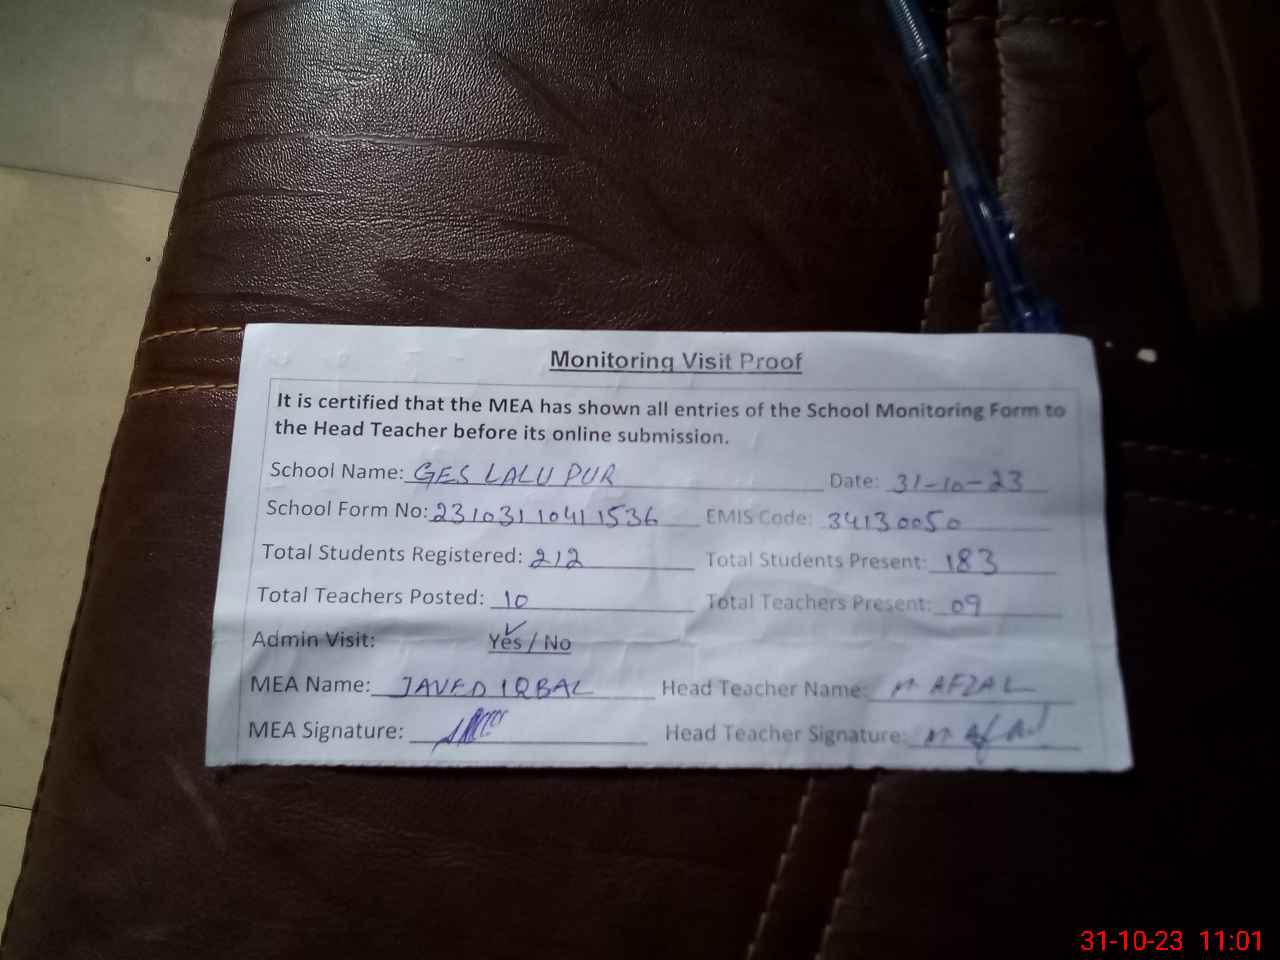 Monitoring Visit Proof
It is certified that the MEA has shown all entries of the School Monitoring Form to
the Head Teacher before its online submission.
School Name: GES LALU PUR Date: 31-10-23
School Form No: 23103110411536 EMIS Code: 34130050
Total Students Registered: 212 Total Students Present: 183
Total Teachers Posted: 10 Total Teachers Present: 09
Admin Visit: Yes / No
MEA Name: JAVED IQBAL Head Teacher Name: M AFZAL
MEA Signature: Head Teacher Signature: M Afzal
31-10-23 11:01